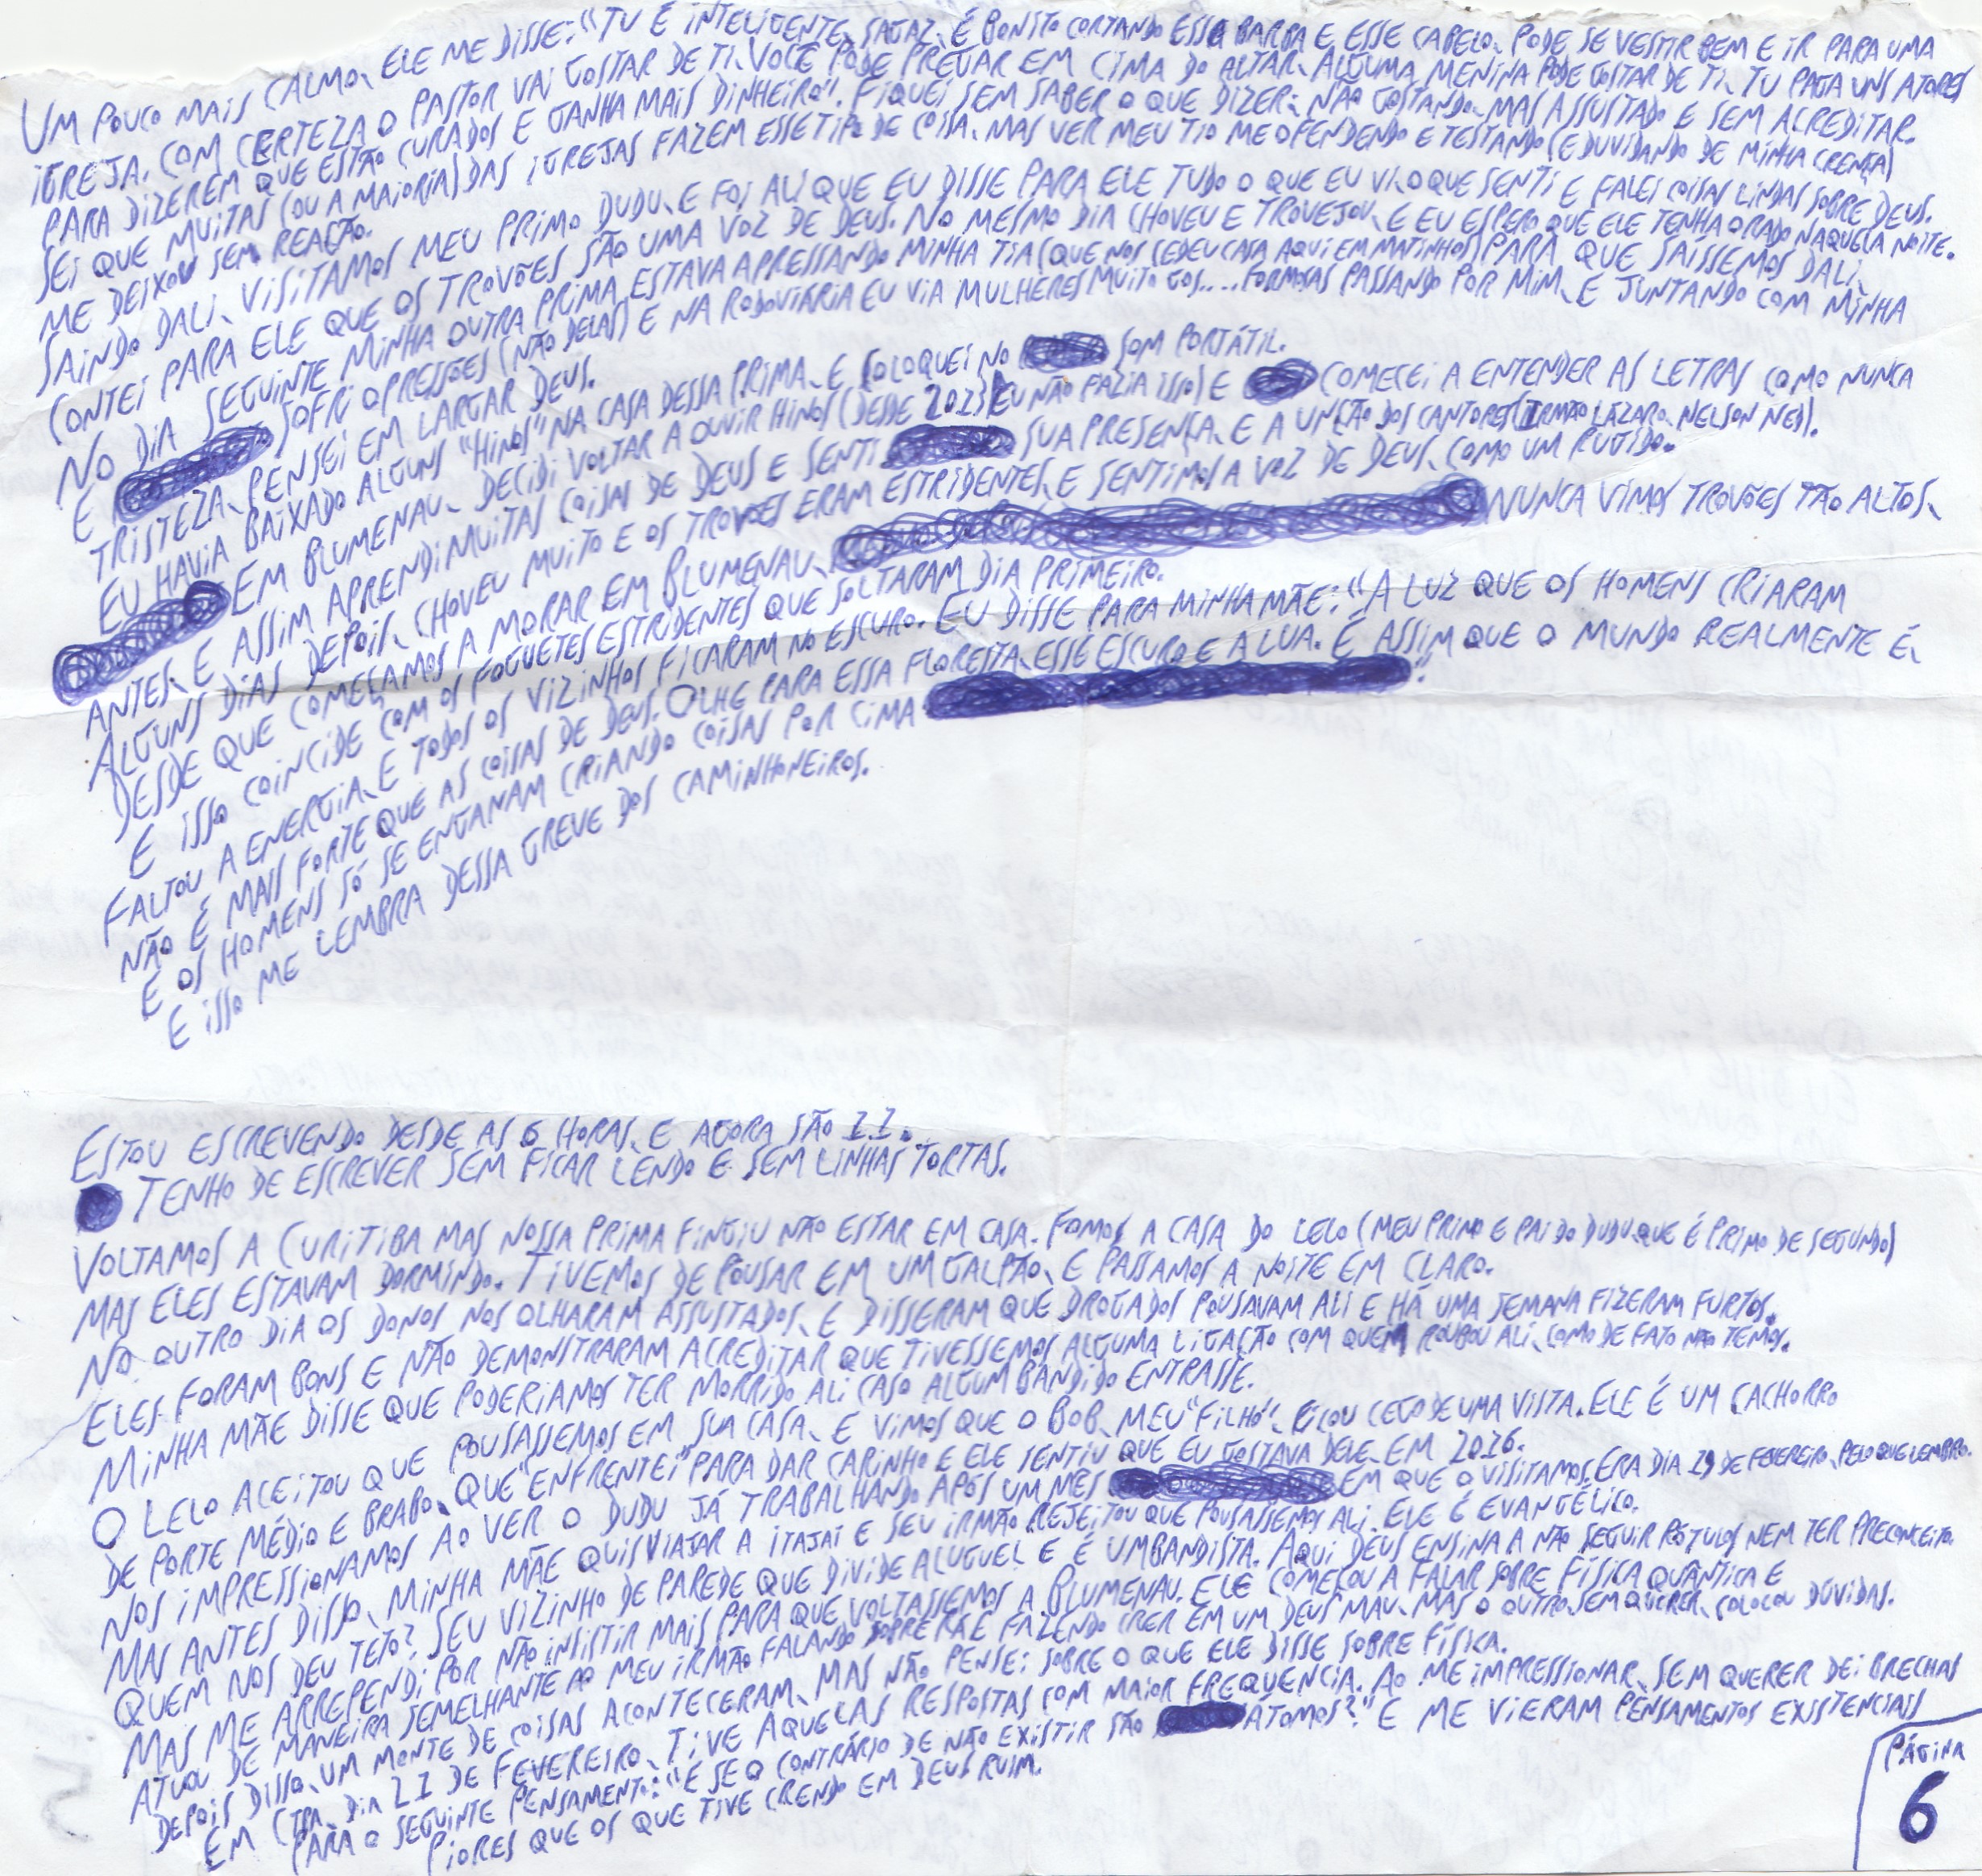 UM POUCO MAIS CALMO, ELE ME DISSE: "TU É INTELIGENTE, SAGAZ, É BONITO CORTANDO ESSA BARBA E ESSE CABELO, PODE SE VESTIR BEM E IR PARA UMA
IGREJA. COM CERTEZA O PASTOR VAI GOSTAR DE TI. VOCÊ PODE PREGAR EM CIMA DO ALTAR. ALGUMA MENINA PODE GOSTAR DE TI. TU PAGA UNS ATORES
PARA DIZEREM QUE ESTÃO CURADOS E GANHA MAIS DINHEIRO". FIQUEI SEM SABER O QUE DIZER, NÃO GOSTANDO, MAS ASSUSTADO E SEM ACREDITAR.
SEI QUE MUITAS (OU A MAIORIA) DAS IGREJAS FAZEM ESSE TIPO DE COISA, MAS VER MEU TIO ME OFENDENDO E TESTANDO (E DUVIDANDO DE MINHA CRENÇA)
ME DEIXOU SEM REAÇÃO.
SAINDO DALI, VISITAMOS MEU PRIMO DUDU, E FOI ALI QUE EU DISSE PARA ELE TUDO O QUE EU VI, O QUE SENTI E FALEI COISAS LINDAS SOBRE DEUS.
CONTEI PARA ELE QUE OS TROVÕES SÃO UMA VOZ DE DEUS. NO MESMO DIA CHOVEU E TROVEJOU, E EU ESPERO QUE ELE TENHA ORADO NAQUELA NOITE.
NO DIA SEGUINTE MINHA OUTRA PRIMA ESTAVA APRESSANDO MINHA TIA (QUE NOS CEDEU CASA AQUI EM MATINHOS) PARA QUE SAÍSSEMOS DALI,
E SOFRI OPRESSÕES (NÃO DELAS) E NA RODOVIÁRIA EU VIA MULHERES MUITO GOS.... FORMOSAS PASSANDO POR MIM, E JUNTANDO COM MINHA
TRISTEZA, PENSEI EM LARGAR DEUS.
EU HAVIA BAIXADO ALGUNS "HINOS" NA CASA DESSA PRIMA, E COLOQUEI NO SOM PORTÁTIL.
EM BLUMENAU, DECIDI VOLTAR A OUVIR HINOS (DESDE 2013 EU NÃO FAZIA ISSO) E COMECEI A ENTENDER AS LETRAS COMO NUNCA
ANTES, E ASSIM APRENDI MUITAS COISAS DE DEUS E SENTI SUA PRESENÇA, E A UNÇÃO DOS CANTORES (IRMÃO LÁZARO, NELSON NED).
ALGUNS DIAS DEPOIS, CHOVEU MUITO E OS TROVÕES ERAM ESTRIDENTES, E SENTIMOS A VOZ DE DEUS, COMO UM RUGIDO.
DESDE QUE COMEÇAMOS A MORAR EM BLUMENAU, NUNCA VIMOS TROVÕES TÃO ALTOS,
E ISSO COINCIDE COM OS FOGUETES ESTRIDENTES QUE SOLTARAM DIA PRIMEIRO.
FALTOU A ENERGIA, E TODOS OS VIZINHOS FICARAM NO ESCURO. EU DISSE PARA MINHA MÃE: "A LUZ QUE OS HOMENS CRIARAM
NÃO É MAIS FORTE QUE AS COISAS DE DEUS. OLHE PARA ESSA FLORESTA, ESSE ESCURO E A LUA. É ASSIM QUE O MUNDO REALMENTE É,
E OS HOMENS SÓ SE ENGANAM CRIANDO COISAS POR CIMA".
E ISSO ME LEMBRA DESSA GREVE DOS CAMINHONEIROS.
ESTOU ESCREVENDO DESDE AS 6 HORAS, E AGORA SÃO 11.
TENHO DE ESCREVER SEM FICAR LENDO E SEM LINHAS TORTAS.
VOLTAMOS A CURITIBA MAS NOSSA PRIMA FINGIU NÃO ESTAR EM CASA. FOMOS A CASA DO LELO (MEU PRIMO E PAI DO DUDU, QUE É PRIMO DE SEGUNDO)
MAS ELES ESTAVAM DORMINDO. TIVEMOS DE POUSAR EM UM GALPÃO, E PASSAMOS A NOITE EM CLARO.
NO OUTRO DIA OS DONOS NOS OLHARAM ASSUSTADOS, E DISSERAM QUE DROGADOS POUSAVAM ALI E HÁ UMA SEMANA FIZERAM FURTOS.
ELES FORAM BONS E NÃO DEMONSTRARAM ACREDITAR QUE TIVESSEMOS ALGUMA LIGAÇÃO COM QUEM ROUBOU ALI, COMO DE FATO NÃO TEMOS.
MINHA MÃE DISSE QUE PODERIAMOS TER MORRIDO ALI CASO ALGUM BANDIDO ENTRASSE.
O LELO ACEITOU QUE POUSASSEMOS EM SUA CASA, E VIMOS QUE O BOB, MEU "FILHO", FICOU CEGO DE UMA VISTA. ELE É UM CACHORRO
DE PORTE MÉDIO E BRABO, QUE "ENFRENTEI" PARA DAR CARINHO E ELE SENTIU QUE EU GOSTAVA DELE, EM 2016.
NOS IMPRESSIONAMOS AO VER O DUDU JÁ TRABALHANDO APÓS UM MÊS EM QUE O VISITAMOS. ERA DIA 19 DE FEVEREIRO, PELO QUE LEMBRO.
MAS ANTES DISSO, MINHA MÃE QUIS VIAJAR A ITAJAÍ E SEU IRMÃO REJEITOU QUE POUSASSEMOS ALI. ELE É EVANGÉLICO.
QUEM NOS DEU TETO? SEU VIZINHO DE PAREDE QUE DIVIDE ALUGUEL E É UMBANDISTA. AQUI DEUS ENSINA A NÃO SEGUIR RÓTULOS NEM TER PRECONCEITO.
MAS ME ARREPENDI POR NÃO INSISTIR MAIS PARA QUE VOLTASSEMOS A BLUMENAU. ELE COMEÇOU A FALAR SOBRE FÍSICA QUÂNTICA E
ATUOU DE MANEIRA SEMELHANTE AO MEU IRMÃO FALANDO SOBRE RÁ E FAZENDO CRER EM UM DEUS MAU, MAS O OUTRO, SEM QUERER, COLOCOU DÚVIDAS.
DEPOIS DISSO, UM MONTE DE COISAS ACONTECERAM, MAS NÃO PENSEI SOBRE O QUE ELE DISSE SOBRE FÍSICA.
EM CTBA, DIA 21 DE FEVEREIRO, TIVE AQUELAS RESPOSTAS COM MAIOR FREQUENCIA. AO ME IMPRESSIONAR, SEM QUERER DEI BRECHAS
PARA O SEGUINTE PENSAMENTO: "E SE O CONTRÁRIO DE NÃO EXISTIR SÃO ÁTOMOS?" E ME VIERAM PENSAMENTOS EXISTENCIAIS
PIORES QUE OS QUE TIVE CRENDO EM DEUS RUIM.
PÁGINA
6